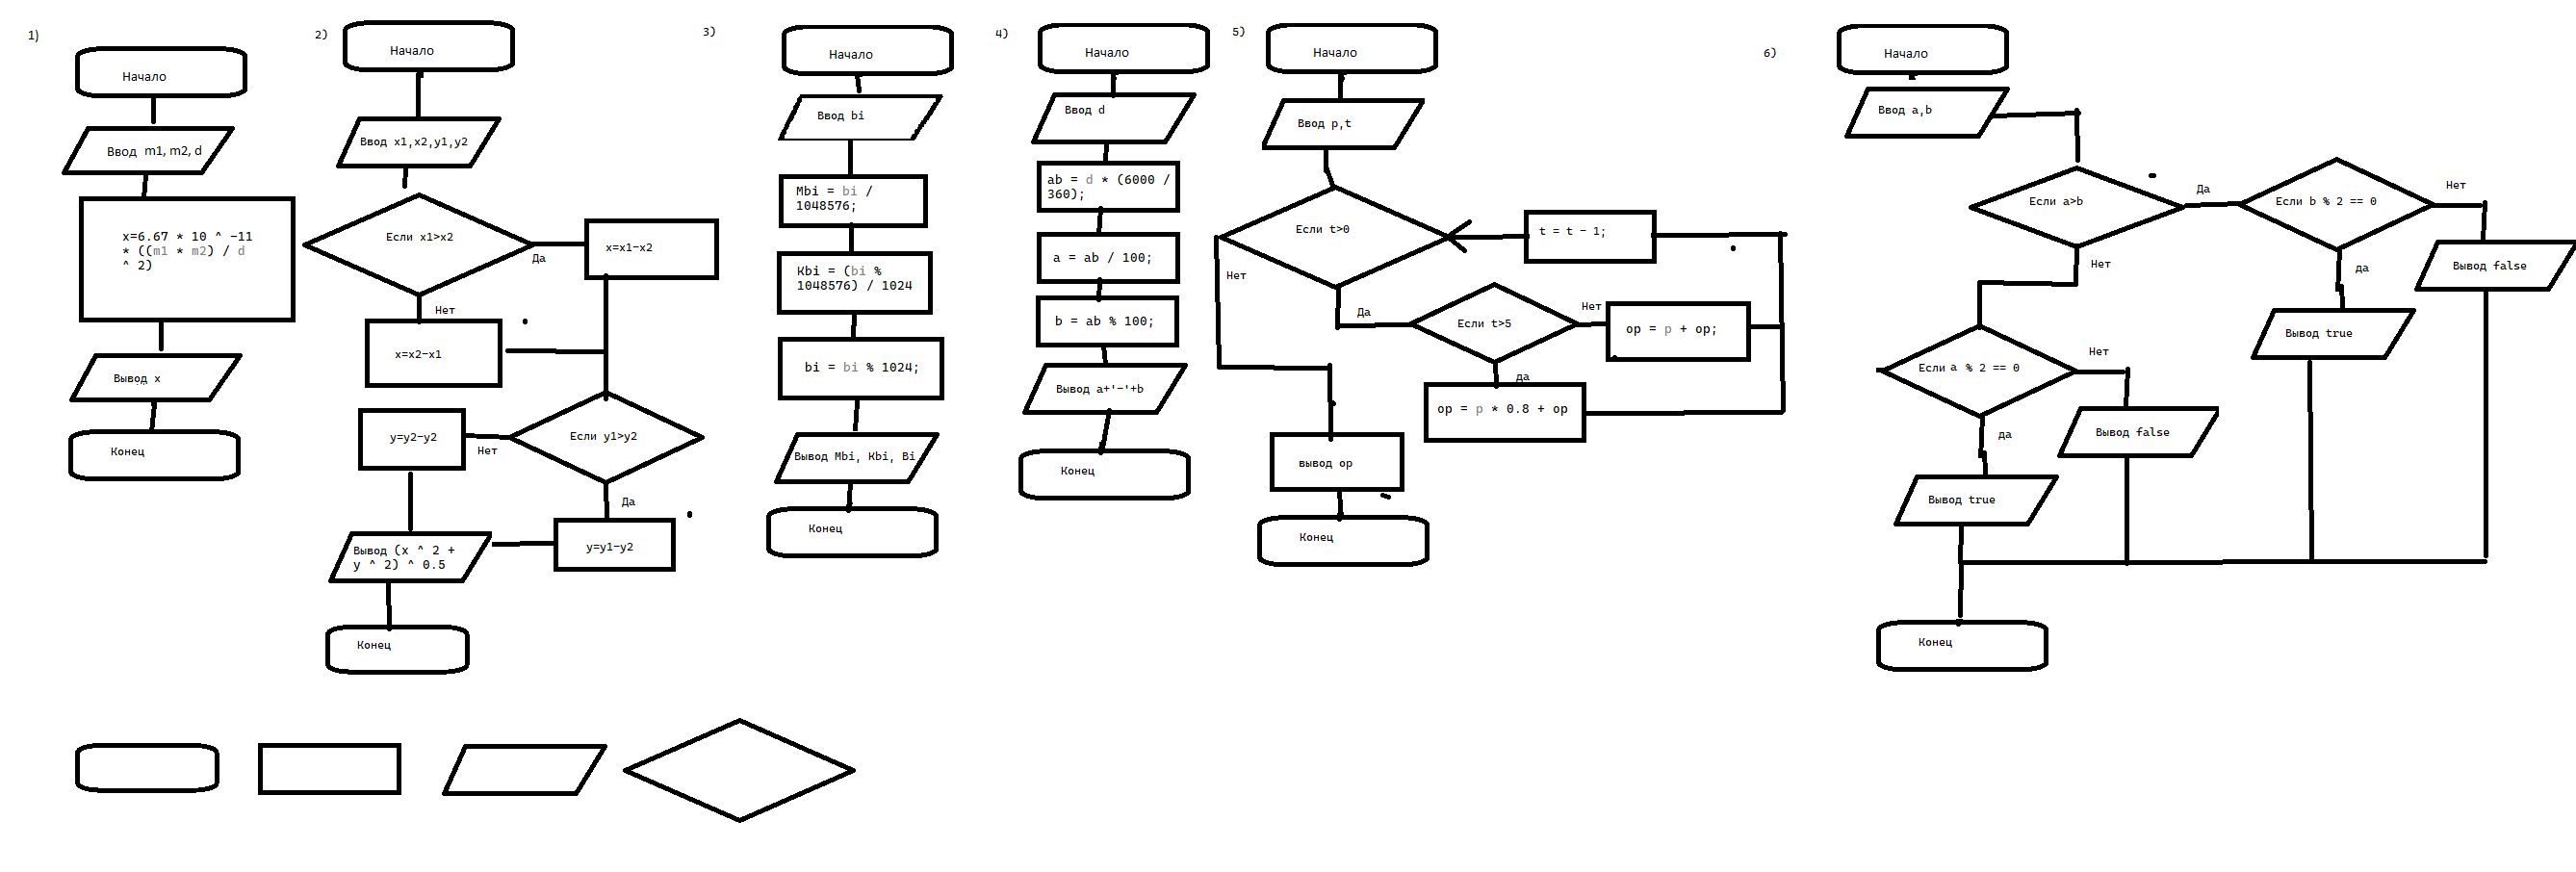 1)
Начало
Ввод m1, m2, d
x=6.67 * 10 ^ -11
* ((m1 * m2) / d
^ 2)
Вывод x
Конец
2)
Начало
Ввод x1,x2,y1,y2
Если x1>x2
Да
x=x1-x2
Нет
x=x2-x1
Если y1>y2
Нет
y=y2-y2
Да
y=y1-y2
Вывод (x ^ 2 +
y ^ 2) ^ 0.5
Конец
3)
Начало
Ввод bi
Mbi = bi /
1048576;
Kbi = (bi %
1048576) / 1024
bi = bi % 1024;
Вывод Mbi, Kbi, Bi
Конец
4)
Начало
Ввод d
ab = d * (6000 /
360);
a = ab / 100;
b = ab % 100;
Вывод a+'-'+b
Конец
5)
Начало
Ввод p,t
Если t>0
t = t - 1;
Нет
Да
Если t>5
Нет
op = p + op;
да
op = p * 0.8 + op
вывод op
Конец
6)
Начало
Ввод a,b
Если a>b
Да
Если b % 2 == 0
Нет
Вывод false
да
Вывод true
Нет
Если a % 2 == 0
Нет
Вывод false
да
Вывод true
Конец